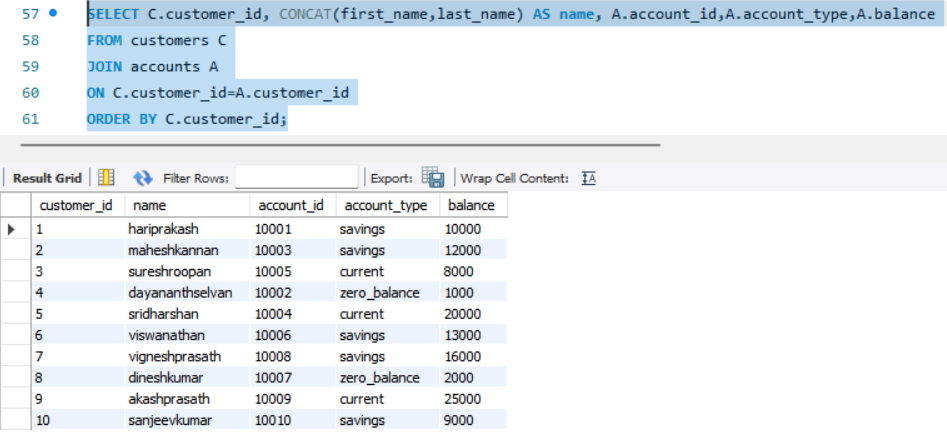 57 SELECT C.customer_id, CONCAT(first_name,last_name) AS name, A.account_id,A.account_type,A.balance
58 FROM customers C
59 JOIN accounts A
60 ON C.customer_id=A.customer_id
61 ORDER BY C.customer_id;
Result Grid Filter Rows: Export: Wrap Cell Content: IA
customer_id name account_id account_type balance
1 hariprakash 10001 savings 10000
2 maheshkannan 10003 savings 12000
3 sureshroopan 10005 current 8000
4 dayananthselvan 10002 zero_balance 1000
5 sridharshan 10004 current 20000
6 viswanathan 10006 savings 13000
7 vigneshprasath 10008 savings 16000
8 dineshkumar 10007 zero_balance 2000
9 akashprasath 10009 current 25000
10 sanjeevkumar 10010 savings 9000